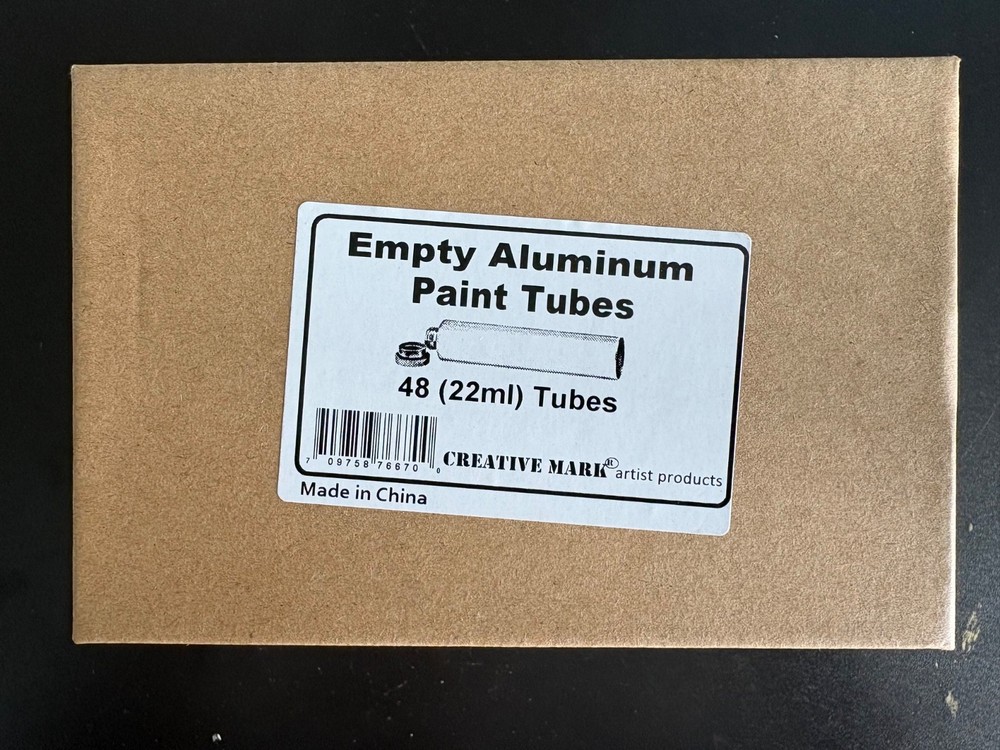 Empty Aluminum
Paint Tubes
48 (22ml) Tubes
7 09758 76670 0
CREATIVE MARK® artist products
Made in China